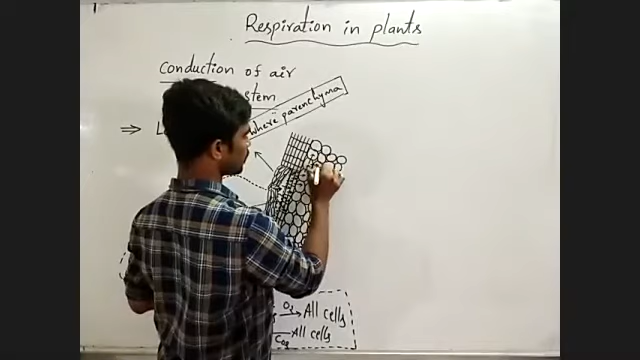 Respiration in plants
conduction of air
stem
where parenchyma
⇒ L
O₂ → All cells
CO₂ → All cells